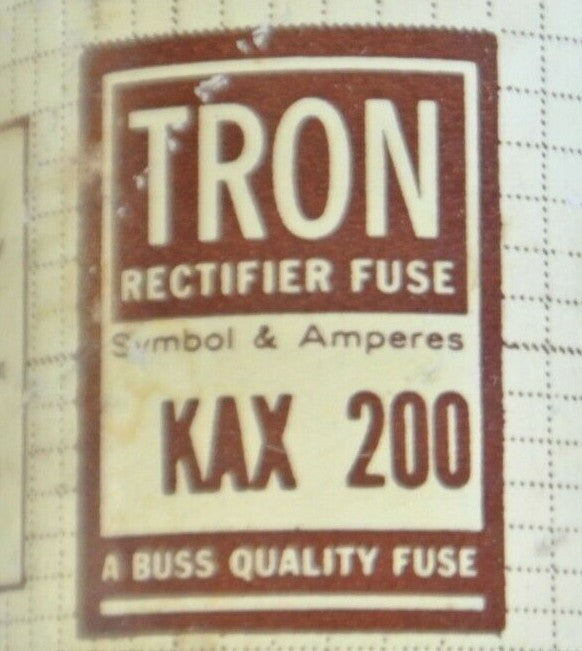 TRON
RECTIFIER FUSE
Symbol & Amperes
KAX 200
A BUSS QUALITY FUSE